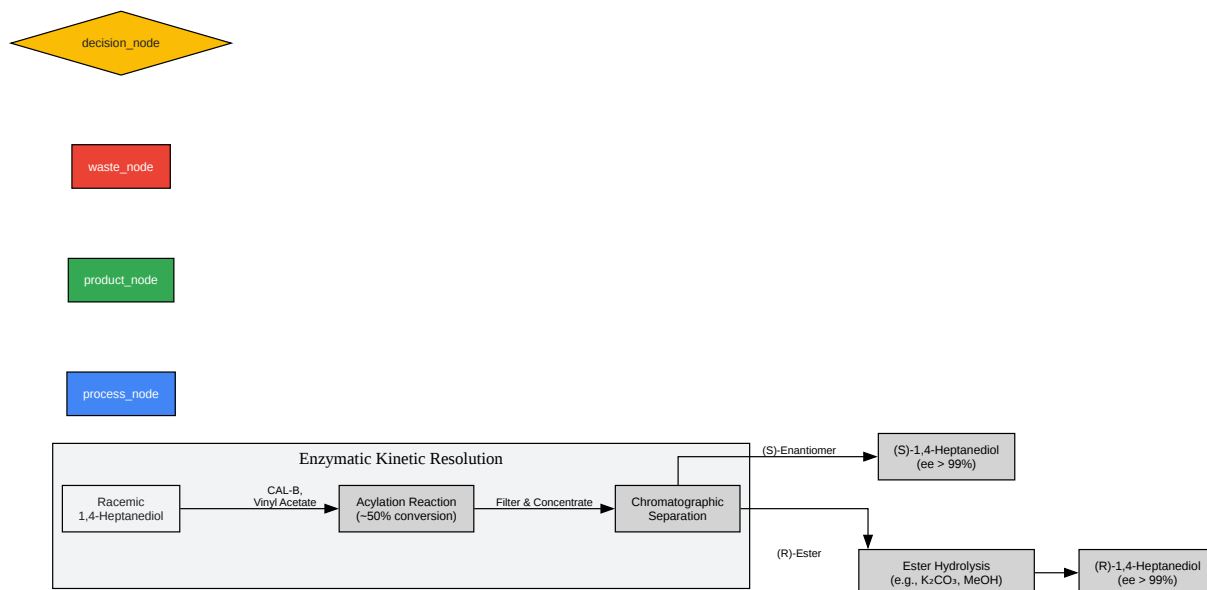 decision_node
waste_node
product_node
process_node
Enzymatic Kinetic Resolution
Racemic
1,4-Heptanediol
CAL-B,
Vinyl Acetate
Acylation Reaction
(~50% conversion)
Filter & Concentrate
Chromatographic
Separation
(S)-Enantiomer
(S)-1,4-Heptanediol
(ee > 99%)
(R)-Ester
Ester Hydrolysis
(e.g., K₂CO₃, MeOH)
(R)-1,4-Heptanediol
(ee > 99%)